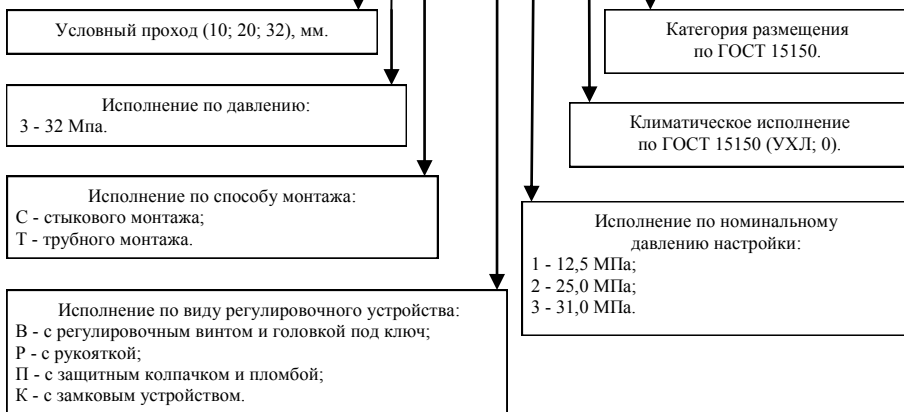 Условный проход (10; 20; 32), мм.
Категория размещения
по ГОСТ 15150.
Исполнение по давлению:
3 - 32 Мпа.
Климатическое исполнение
по ГОСТ 15150 (УХЛ; 0).
Исполнение по способу монтажа:
С - стыкового монтажа;
Т - трубного монтажа.
Исполнение по номинальному
давлению настройки:
1 - 12,5 МПа;
2 - 25,0 МПа;
3 - 31,0 МПа.
Исполнение по виду регулировочного устройства:
В - с регулировочным винтом и головкой под ключ;
Р - с рукояткой;
П - с защитным колпачком и пломбой;
К - с замковым устройством.